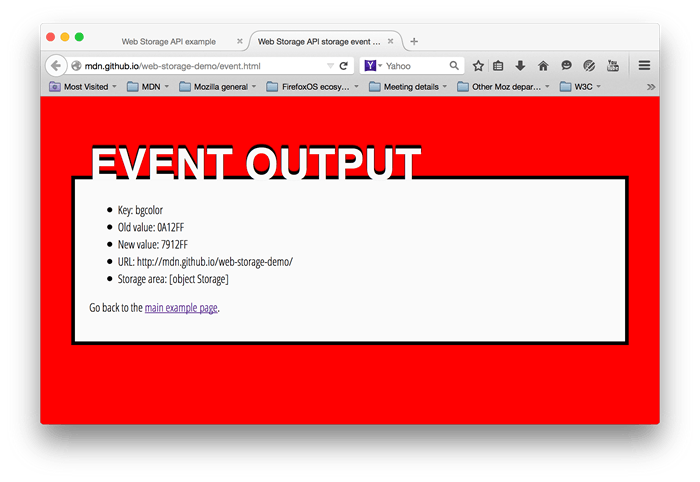 Web Storage API example
Web Storage API storage event ...
mdn.github.io/web-storage-demo/event.html
Yahoo
Most Visited
MDN
Mozilla general
FirefoxOS ecosy...
Meeting details
Other Moz depar...
W3C
EVENT OUTPUT
Key: bgcolor
Old value: 0A12FF
New value: 7912FF
URL: http://mdn.github.io/web-storage-demo/
Storage area: [object Storage]
Go back to the main example page.